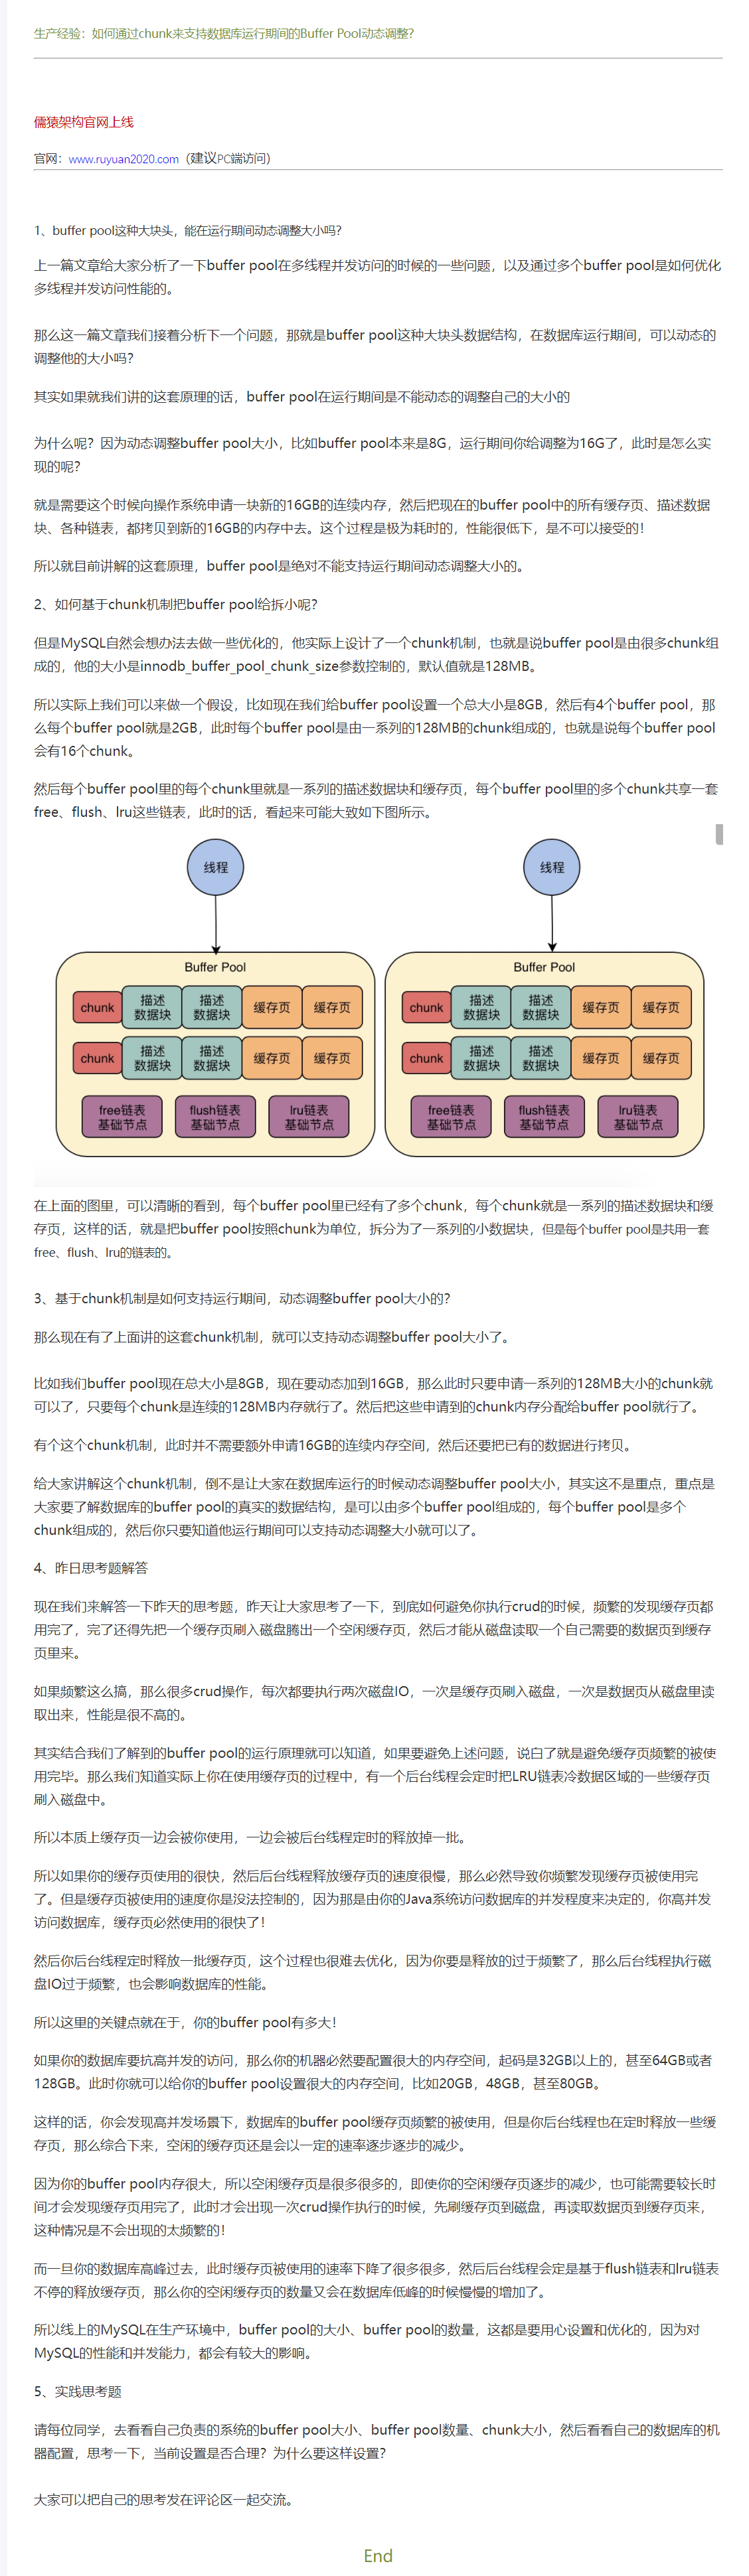 生产经验：如何通过chunk来支持数据库运行期间的Buffer Pool动态调整？
儒猿架构官网上线
官网：www.ruyuan2020.com（建议PC端访问）
1、buffer pool这种大块头，能在运行期间动态调整大小吗？
上一篇文章给大家分析了一下buffer pool在多线程并发访问的时候的一些问题，以及通过多个buffer pool是如何优化
多线程并发访问性能的。
那么这一篇文章我们接着分析下一个问题，那就是buffer pool这种大块头数据结构，在数据库运行期间，可以动态的
调整他的大小吗？
其实如果就我们讲的这套原理的话，buffer pool在运行期间是不能动态的调整自己的大小的
为什么呢？因为动态调整buffer pool大小，比如buffer pool本来是8G，运行期间你给调整为16G了，此时是怎么实
现的呢？
就是需要这个时候向操作系统申请一块新的16GB的连续内存，然后把现在的buffer pool中的所有缓存页、描述数据
块、各种链表，都拷贝到新的16GB的内存中去。这个过程是极为耗时的，性能很低下，是不可以接受的！
所以就目前讲解的这套原理，buffer pool是绝对不能支持运行期间动态调整大小的。
2、如何基于chunk机制把buffer pool给拆小呢？
但是MySQL自然会想办法去做一些优化的，他实际上设计了一个chunk机制，也就是说buffer pool是由很多chunk组
成的，他的大小是innodb_buffer_pool_chunk_size参数控制的，默认值就是128MB。
所以实际上我们可以来做一个假设，比如现在我们给buffer pool设置一个总大小是8GB，然后有4个buffer pool，那
么每个buffer pool就是2GB，此时每个buffer pool是由一系列的128MB的chunk组成的，也就是说每个buffer pool
会有16个chunk。
然后每个buffer pool里的每个chunk里就是一系列的描述数据块和缓存页，每个buffer pool里的多个chunk共享一套
free、flush、lru这些链表，此时的话，看起来可能大致如下图所示。
线程 线程
Buffer Pool Buffer Pool
chunk 描述数据块 描述数据块 缓存页 缓存页 chunk 描述数据块 描述数据块 缓存页 缓存页
chunk 描述数据块 描述数据块 缓存页 缓存页 chunk 描述数据块 描述数据块 缓存页 缓存页
free链表 flush链表 lru链表 free链表 flush链表 lru链表
基础节点 基础节点 基础节点 基础节点 基础节点 基础节点
在上面的图里，可以清晰的看到，每个buffer pool里已经有了多个chunk，每个chunk就是一系列的描述数据块和缓
存页，这样的话，就是把buffer pool按照chunk为单位，拆分为了一系列的小数据块，但是每个buffer pool是共用一套
free、flush、lru的链表的。
3、基于chunk机制是如何支持运行期间，动态调整buffer pool大小的？
那么现在有了上面讲的这套chunk机制，就可以支持动态调整buffer pool大小了。
比如我们buffer pool现在总大小是8GB，现在要动态加到16GB，那么此时只要申请一系列的128MB大小的chunk就
可以了，只要每个chunk是连续的128MB内存就行了。然后把这些申请到的chunk内存分配给buffer pool就行了。
有个这个chunk机制，此时并不需要额外申请16GB的连续内存空间，然后还要把已有的数据进行拷贝。
给大家讲解这个chunk机制，倒不是让大家在数据库运行的时候动态调整buffer pool大小，其实这不是重点，重点是
大家要了解数据库的buffer pool的真实的数据结构，是可以由多个buffer pool组成的，每个buffer pool是多个
chunk组成的，然后你只要知道他运行期间可以支持动态调整大小就可以了。
4、昨日思考题解答
现在我们来解答一下昨天的思考题，昨天让大家思考了一下，到底如何避免你执行crud的时候，频繁的发现缓存页都
用完了，完了还得先把一个缓存页刷入磁盘腾出一个空闲缓存页，然后才能从磁盘读取一个自己需要的数据页到缓存
页里来。
如果频繁这么搞，那么很多crud操作，每次都要执行两次磁盘IO，一次是缓存页刷入磁盘，一次是数据页从磁盘里读
取出来，性能是很不高的。
其实结合我们了解到的buffer pool的运行原理就可以知道，如果要避免上述问题，说白了就是避免缓存页频繁的被使
用完毕。那么我们知道实际上你在使用缓存页的过程中，有一个后台线程会定时把LRU链表冷数据区域的一些缓存页
刷入磁盘中。
所以本质上缓存页一边会被你使用，一边会被后台线程定时的释放掉一批。
所以如果你的缓存页使用的很快，然后后台线程释放缓存页的速度很慢，那么必然导致你频繁发现缓存页被使用完
了。但是缓存页被使用的速度你是没法控制的，因为那是由你的Java系统访问数据库的并发程度来决定的，你高并发
访问数据库，缓存页必然使用的很快了！
然后你后台线程定时释放一批缓存页，这个过程也很难去优化，因为你要是释放的过于频繁了，那么后台线程执行磁
盘IO过于频繁，也会影响数据库的性能。
所以这里的关键点就在于，你的buffer pool有多大！
如果你的数据库要抗高并发的访问，那么你的机器必然要配置很大的内存空间，起码是32GB以上的，甚至64GB或者
128GB。此时你就可以给你的buffer pool设置很大的内存空间，比如20GB，48GB，甚至80GB。
这样的话，你会发现高并发场景下，数据库的buffer pool缓存页频繁的被使用，但是你后台线程也在定时释放一些缓
存页，那么综合下来，空闲的缓存页还是会以一定的速率逐步逐步的减少。
因为你的buffer pool内存很大，所以空闲缓存页是很多很多的，即使你的空闲缓存页逐步的减少，也可能需要较长时
间才会发现缓存页用完了，此时才会出现一次crud操作执行的时候，先刷缓存页到磁盘，再读取数据页到缓存页来，
这种情况是不会出现的太频繁的！
而一旦你的数据库高峰过去，此时缓存页被使用的速率下降了很多很多，然后后台线程会定是基于flush链表和lru链表
不停的释放缓存页，那么你的空闲缓存页的数量又会在数据库低峰的时候慢慢的增加了。
所以线上的MySQL在生产环境中，buffer pool的大小、buffer pool的数量，这都是要用心设置和优化的，因为对
MySQL的性能和并发能力，都会有较大的影响。
5、实践思考题
请每位同学，去看看自己负责的系统的buffer pool大小、buffer pool数量、chunk大小，然后看看自己的数据库的机
器配置，思考一下，当前设置是否合理？为什么要这样设置？
大家可以把自己的思考发在评论区一起交流。
End